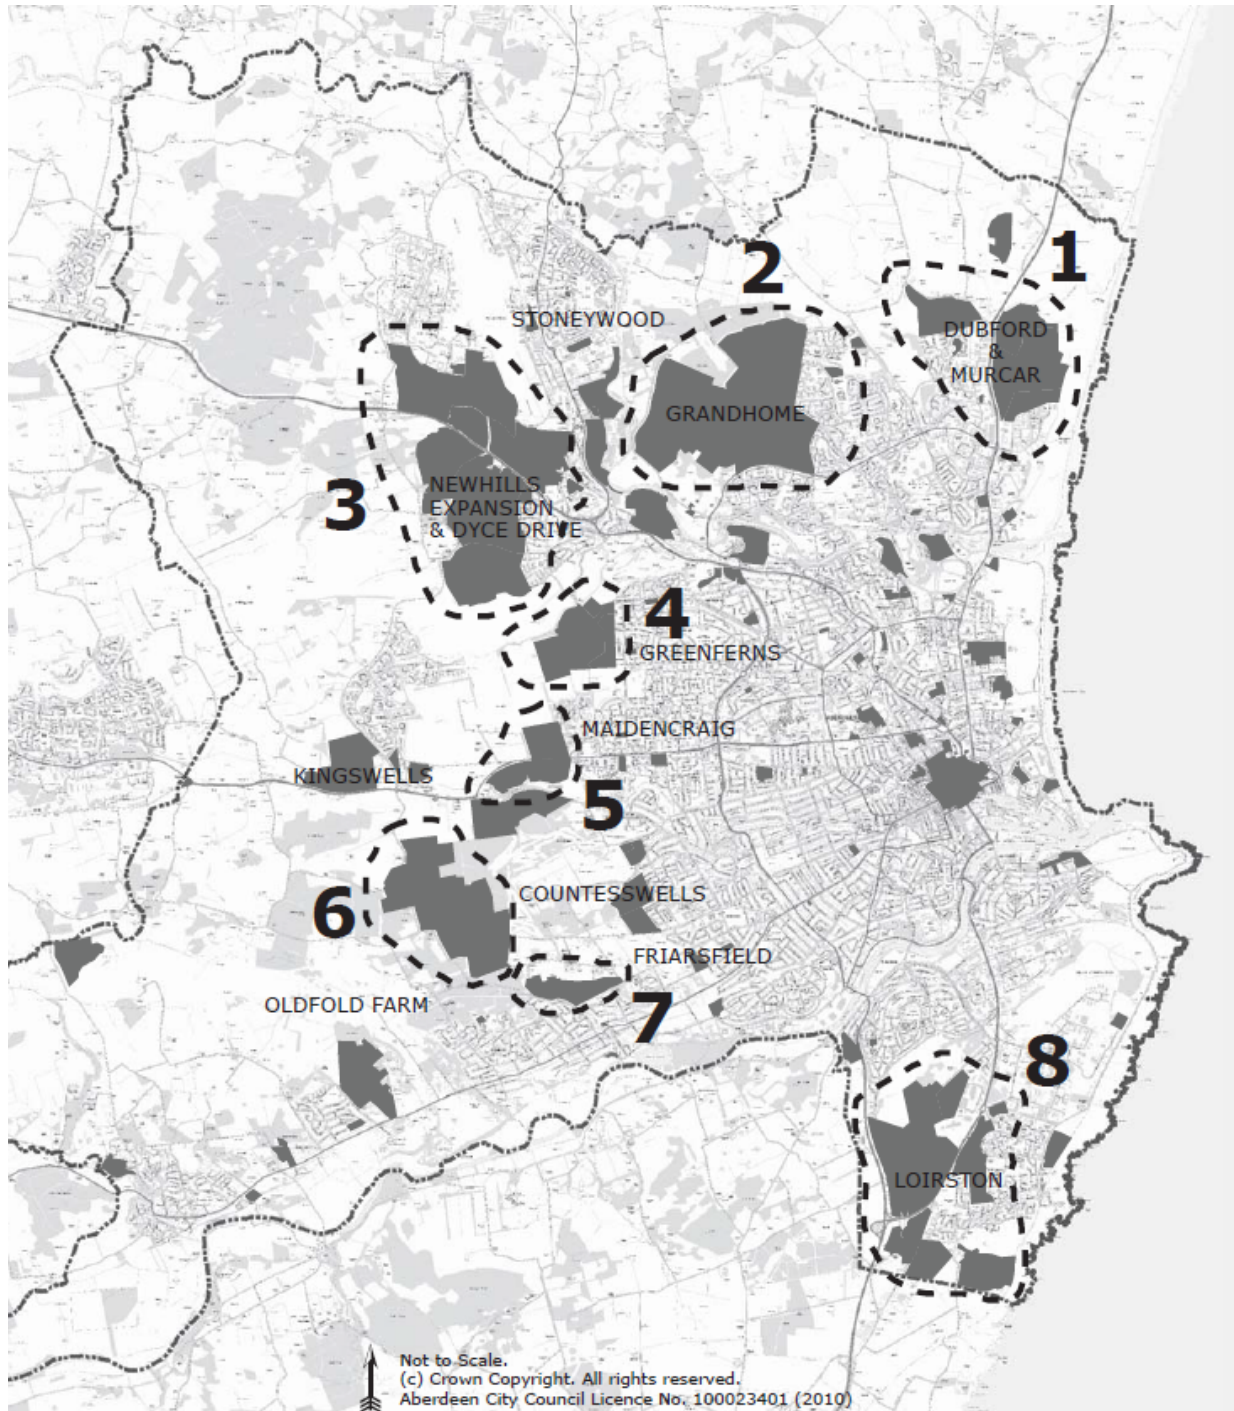 1
2
STONEYWOOD
DUBFORD
&
MURCAR
GRANDHOME
3
NEWHILLS
EXPANSION
& DYCE DRIVE
4
GREENFERNS
MAIDENCRAIG
KINGSWELLS
5
6
COUNTESSWELLS
FRIARSFIELD
OLDFOLD FARM
7
8
LOIRSTON
Not to Scale.
(c) Crown Copyright. All rights reserved.
Aberdeen City Council Licence No. 100023401 (2010)